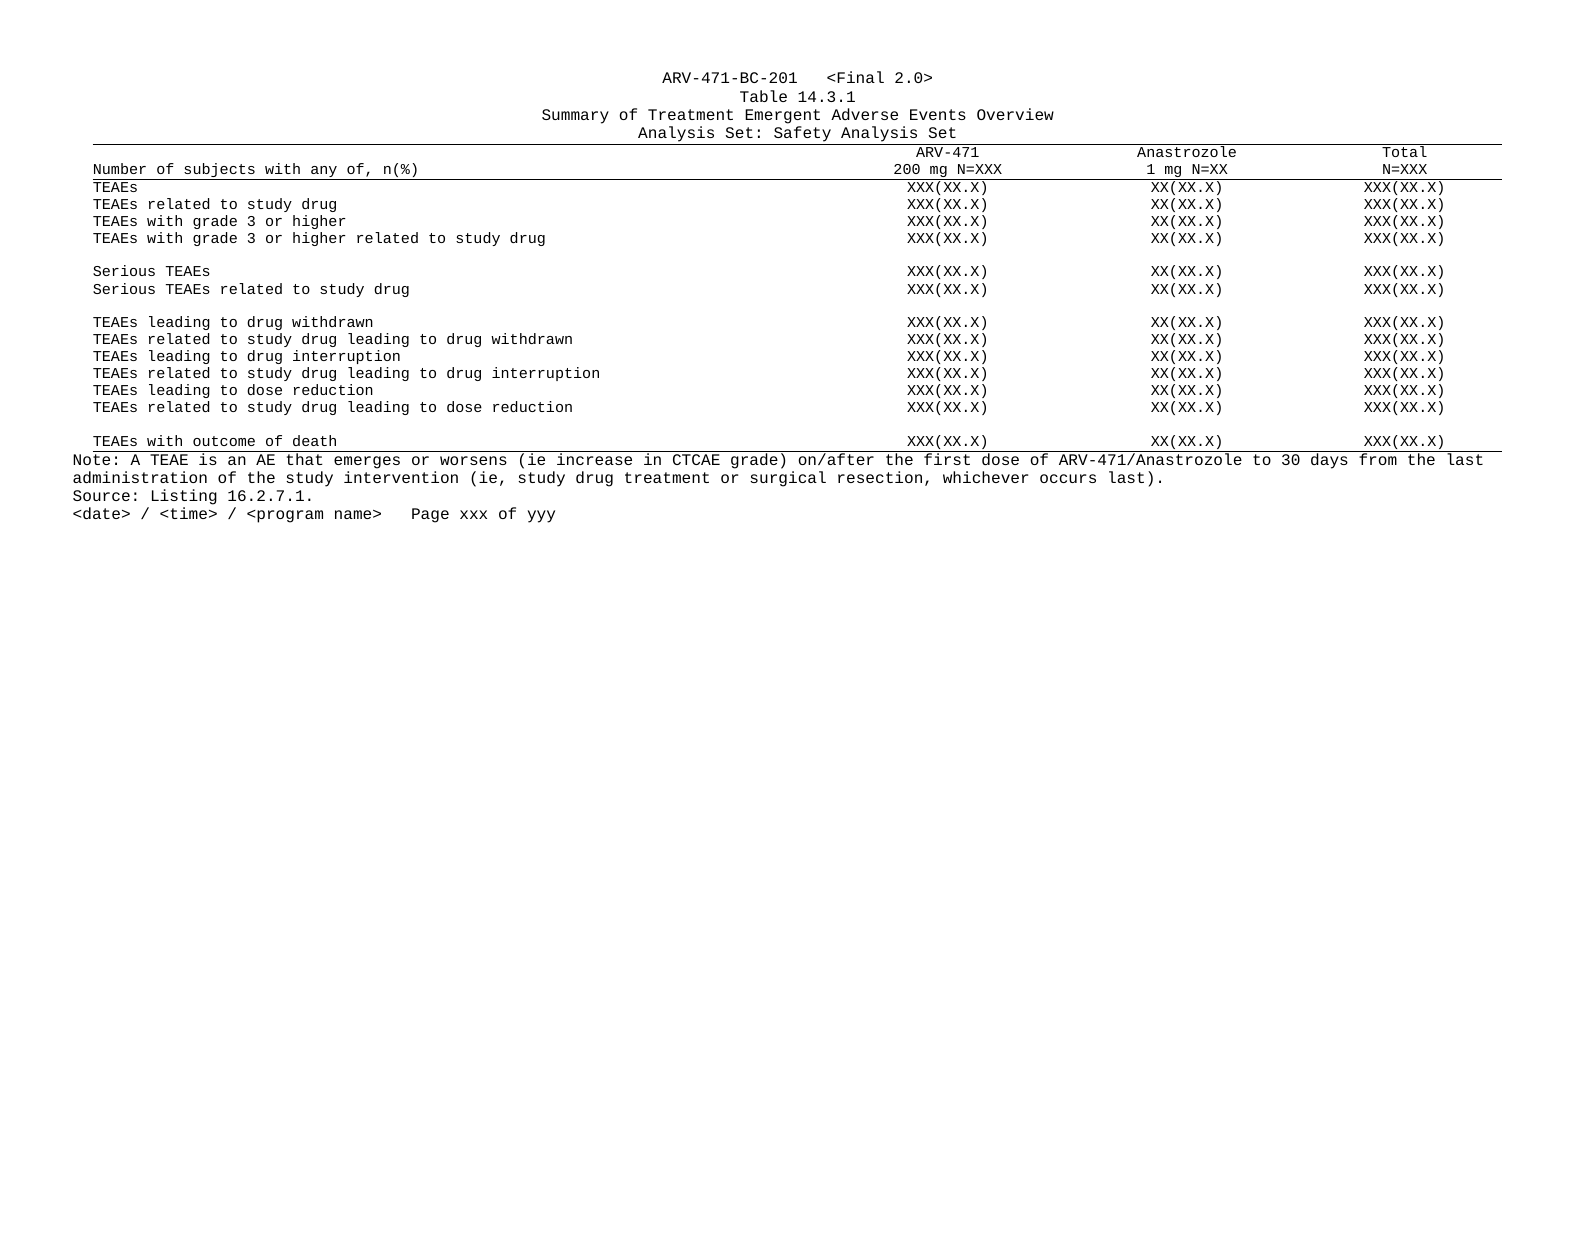 ARV-471-BC-201   <Final 2.0>
Table 14.3.1
Summary of Treatment Emergent Adverse Events Overview
Analysis Set: Safety Analysis Set
ARV-471 Anastrozole Total
Number of subjects with any of, n(%) 200 mg N=XXX 1 mg N=XX N=XXX
TEAEs XXX(XX.X) XX(XX.X) XXX(XX.X)
TEAEs related to study drug XXX(XX.X) XX(XX.X) XXX(XX.X)
TEAEs with grade 3 or higher XXX(XX.X) XX(XX.X) XXX(XX.X)
TEAEs with grade 3 or higher related to study drug XXX(XX.X) XX(XX.X) XXX(XX.X)
Serious TEAEs XXX(XX.X) XX(XX.X) XXX(XX.X)
Serious TEAEs related to study drug XXX(XX.X) XX(XX.X) XXX(XX.X)
TEAEs leading to drug withdrawn XXX(XX.X) XX(XX.X) XXX(XX.X)
TEAEs related to study drug leading to drug withdrawn XXX(XX.X) XX(XX.X) XXX(XX.X)
TEAEs leading to drug interruption XXX(XX.X) XX(XX.X) XXX(XX.X)
TEAEs related to study drug leading to drug interruption XXX(XX.X) XX(XX.X) XXX(XX.X)
TEAEs leading to dose reduction XXX(XX.X) XX(XX.X) XXX(XX.X)
TEAEs related to study drug leading to dose reduction XXX(XX.X) XX(XX.X) XXX(XX.X)
TEAEs with outcome of death XXX(XX.X) XX(XX.X) XXX(XX.X)
Note: A TEAE is an AE that emerges or worsens (ie increase in CTCAE grade) on/after the first dose of ARV-471/Anastrozole to 30 days from the last
administration of the study intervention (ie, study drug treatment or surgical resection, whichever occurs last).
Source: Listing 16.2.7.1.
<date> / <time> / <program name>   Page xxx of yyy